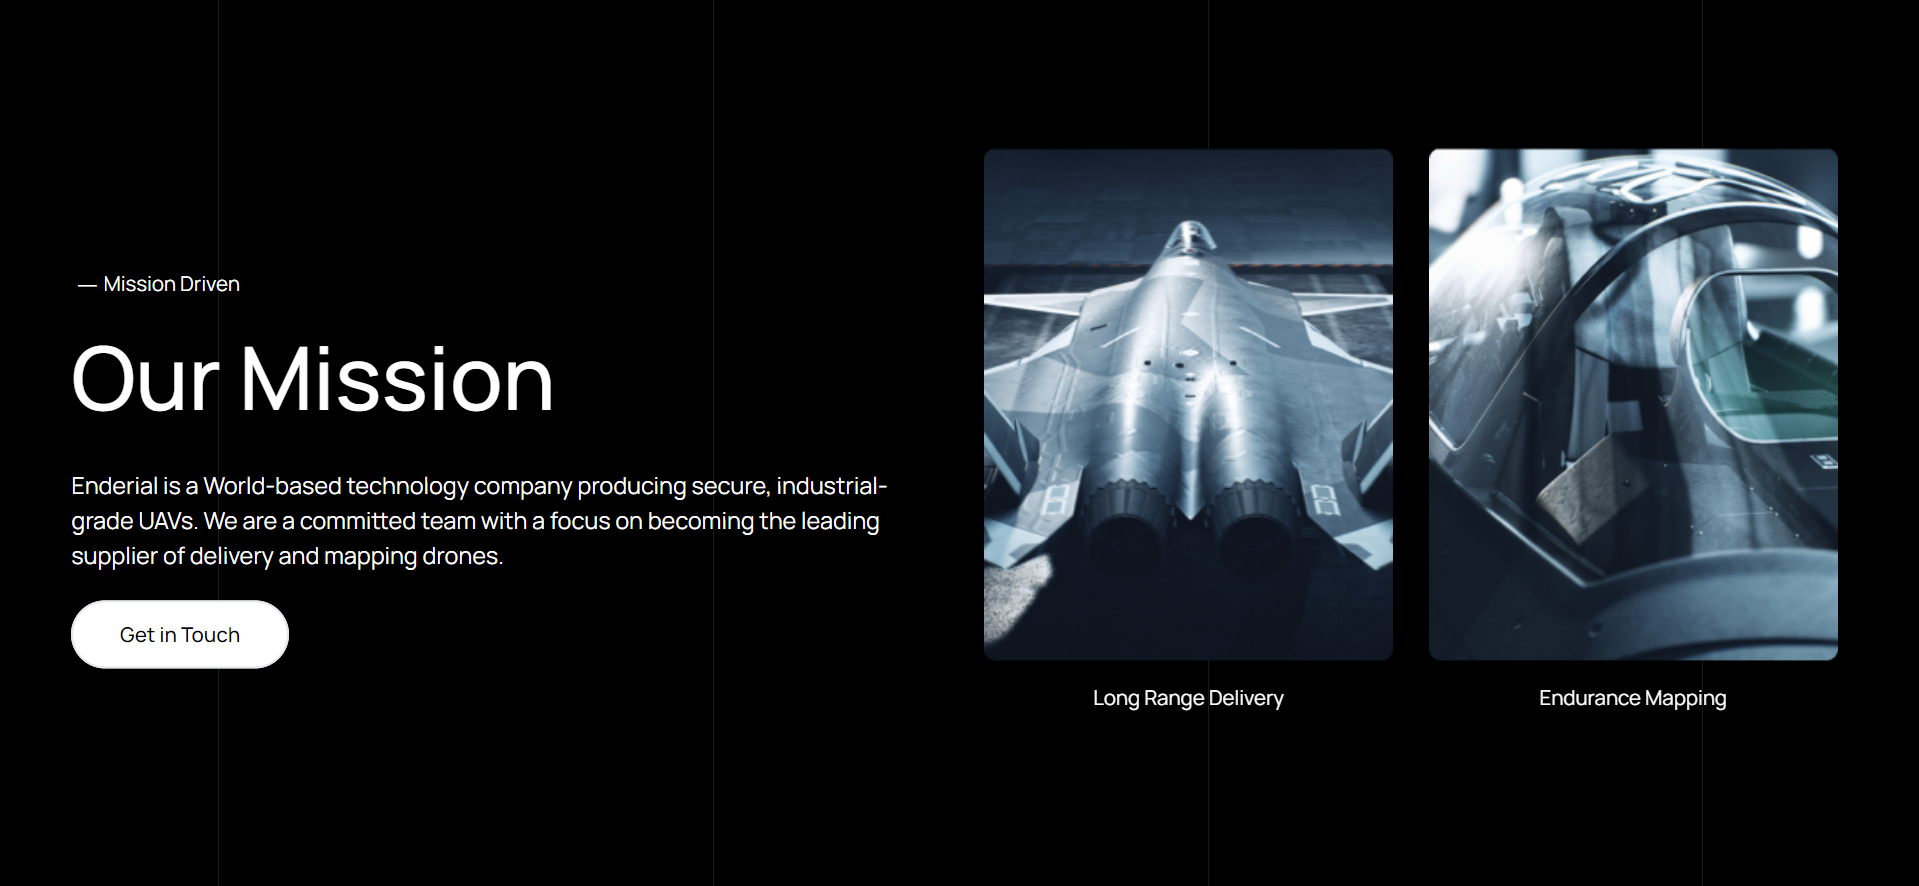 — Mission Driven
Our Mission
Enderial is a World-based technology company producing secure, industrial-
grade UAVs. We are a committed team with a focus on becoming the leading
supplier of delivery and mapping drones.
Get in Touch
Long Range Delivery
Endurance Mapping